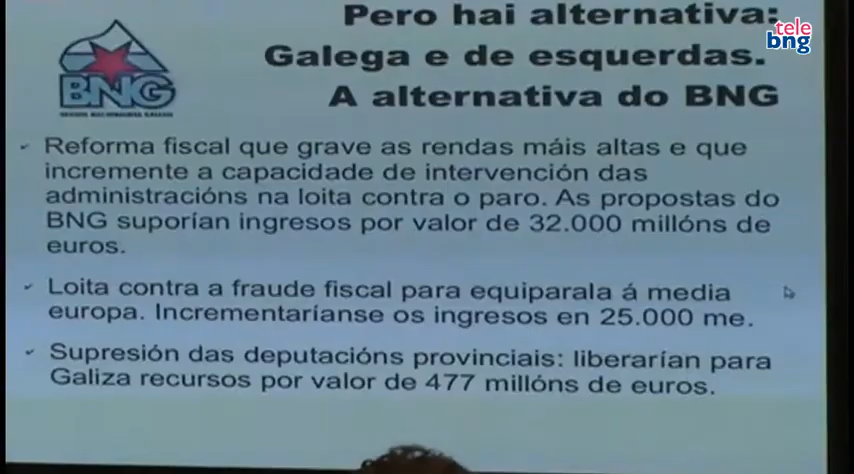 Pero hai alternativa:
Galega e de esquerdas.
A alternativa do BNG
tele
bng
BNG
✓ Reforma fiscal que grave as rendas máis altas e que
incremente a capacidade de intervención das
administracións na loita contra o paro. As propostas do
BNG suporían ingresos por valor de 32.000 millóns de
euros.
✓ Loita contra a fraude fiscal para equiparala á media
europa. Incrementaríanse os ingresos en 25.000 me.
✓ Supresión das deputacións provinciais: liberarían para
Galiza recursos por valor de 477 millóns de euros.